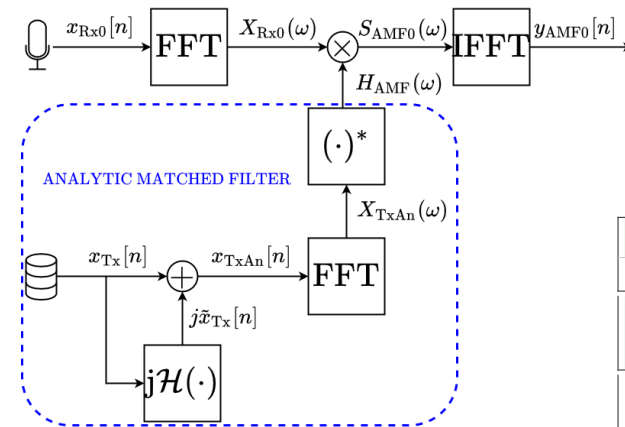 x_Rx0[n] FFT X_Rx0(ω) × S_AMF0(ω) IFFT y_AMF0[n]
H_AMF(ω)
(·)*
ANALYTIC MATCHED FILTER
X_TxAn(ω)
x_Tx[n] + x_TxAn[n] FFT
jx̃_Tx[n]
jℋ(·)